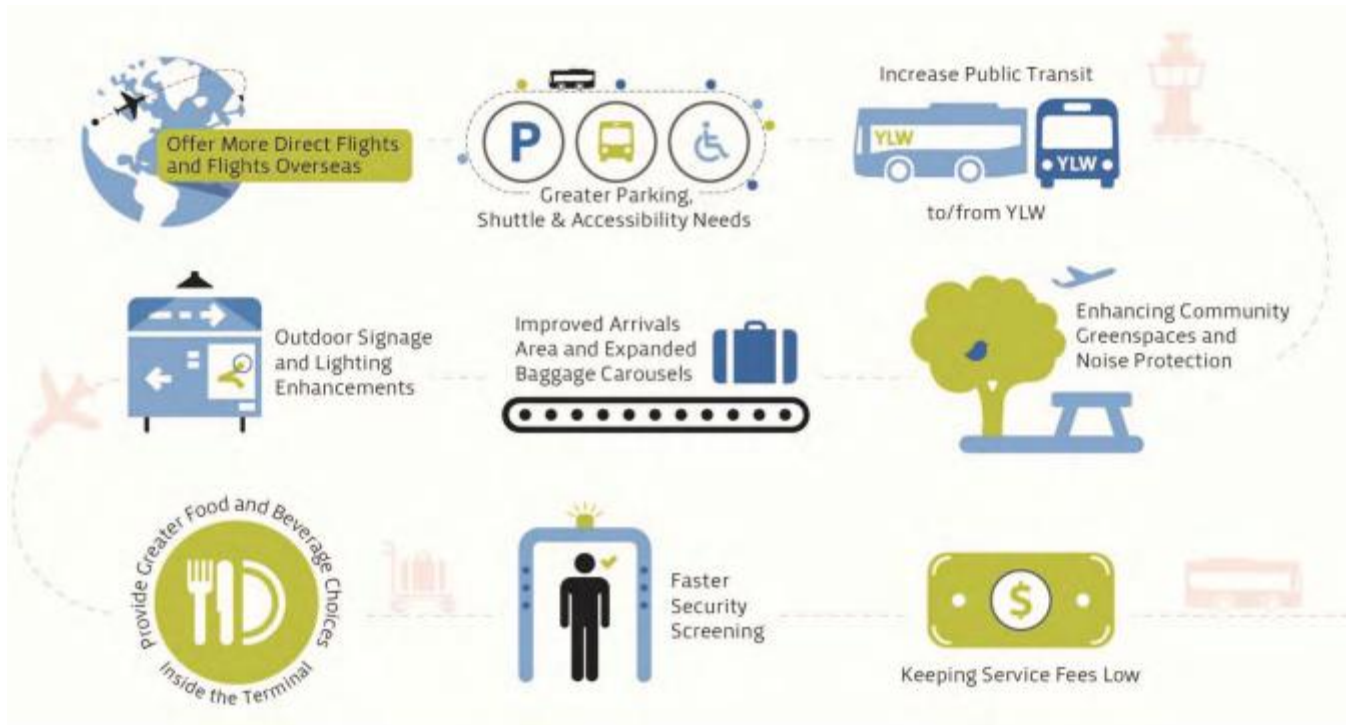 Offer More Direct Flights
and Flights Overseas
P
Greater Parking,
Shuttle & Accessibility Needs
Increase Public Transit
YLW
YLW
to/from YLW
Outdoor Signage
and Lighting
Enhancements
Improved Arrivals
Area and Expanded
Baggage Carousels
Enhancing Community
Greenspaces and
Noise Protection
Provide Greater Food and Beverage Choices
Inside the Terminal
Faster
Security
Screening
$
Keeping Service Fees Low